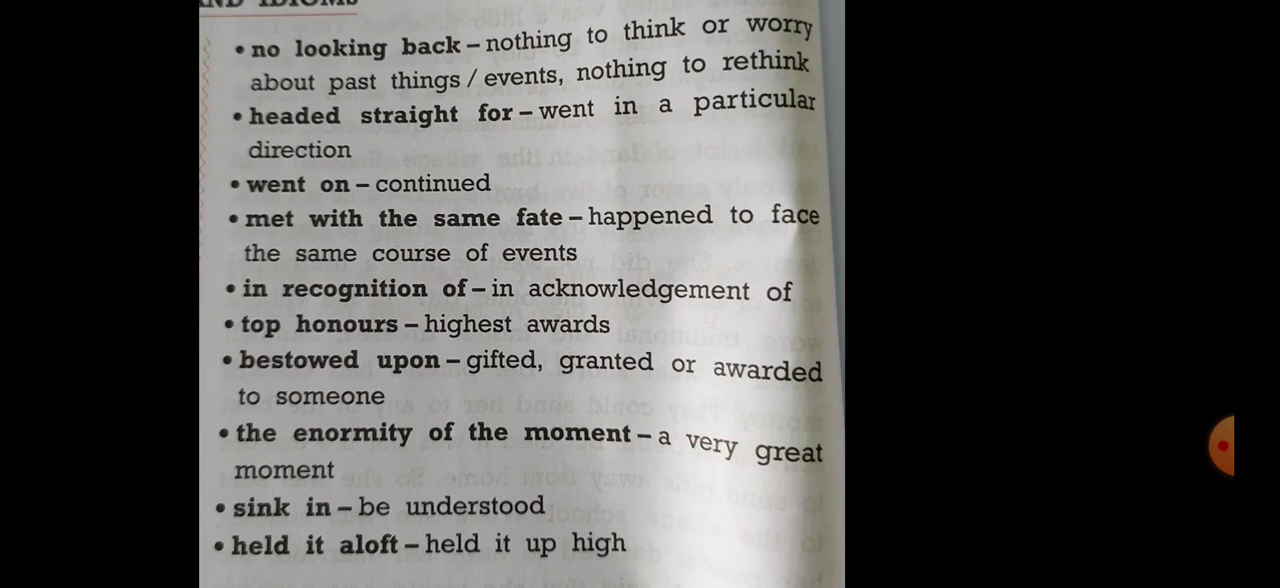 AND IDIOMS
• no looking back – nothing to think or worry
about past things / events, nothing to rethink
• headed straight for – went in a particular
direction
• went on – continued
• met with the same fate – happened to face
the same course of events
• in recognition of – in acknowledgement of
• top honours – highest awards
• bestowed upon – gifted, granted or awarded
to someone
• the enormity of the moment – a very great
moment
• sink in – be understood
• held it aloft – held it up high